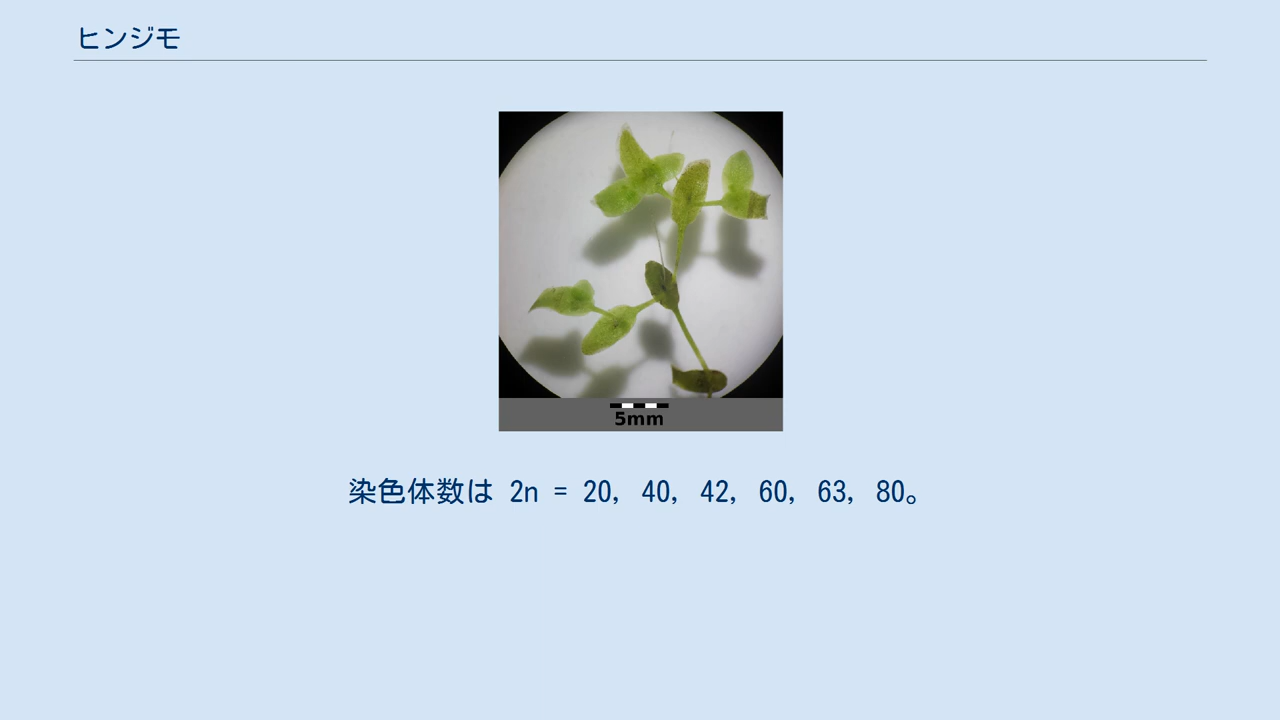 ヒンジモ
5mm
染色体数は 2n = 20, 40, 42, 60, 63, 80。